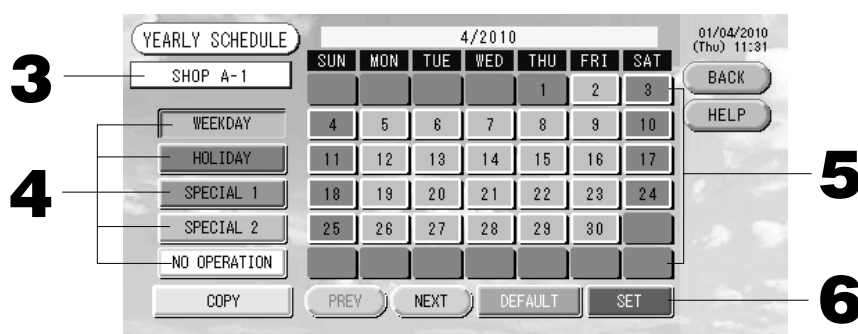 YEARLY SCHEDULE
4/2010
01/04/2010
(Thu) 11:31
3
SHOP A-1
SUN MON TUE WED THU FRI SAT
BACK
1 2 3
HELP
WEEKDAY
4 5 6 7 8 9 10
HOLIDAY
11 12 13 14 15 16 17
5
4
SPECIAL 1
18 19 20 21 22 23 24
SPECIAL 2
25 26 27 28 29 30
NO OPERATION
COPY
PREV NEXT DEFAULT SET
6